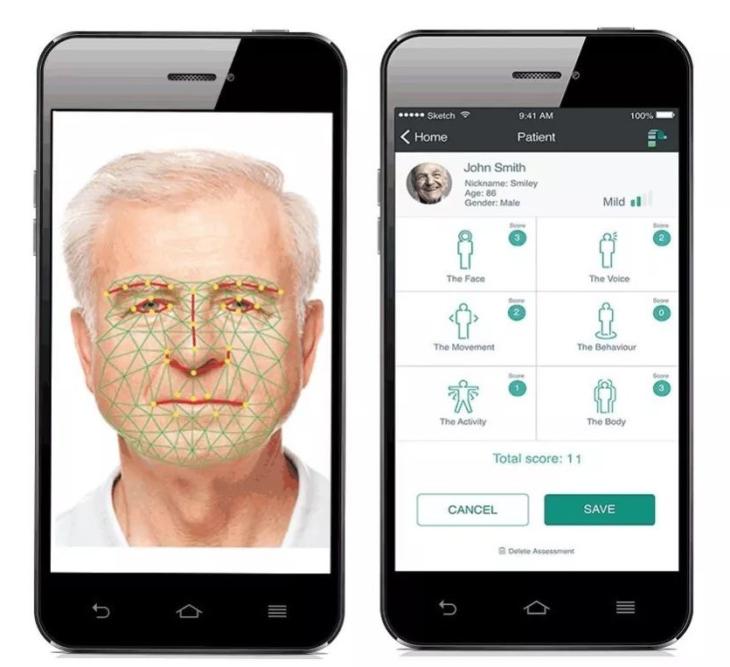 ●●●●● Sketch 9:41 AM 100%
Home Patient
John Smith
Nickname: Smiley
Age: 86
Gender: Male
Mild
Score
3
The Face
Score
2
The Voice
Score
2
The Movement
Score
0
The Behaviour
Score
1
The Activity
Score
3
The Body
Total score: 11
CANCEL
SAVE
Delete Assessment